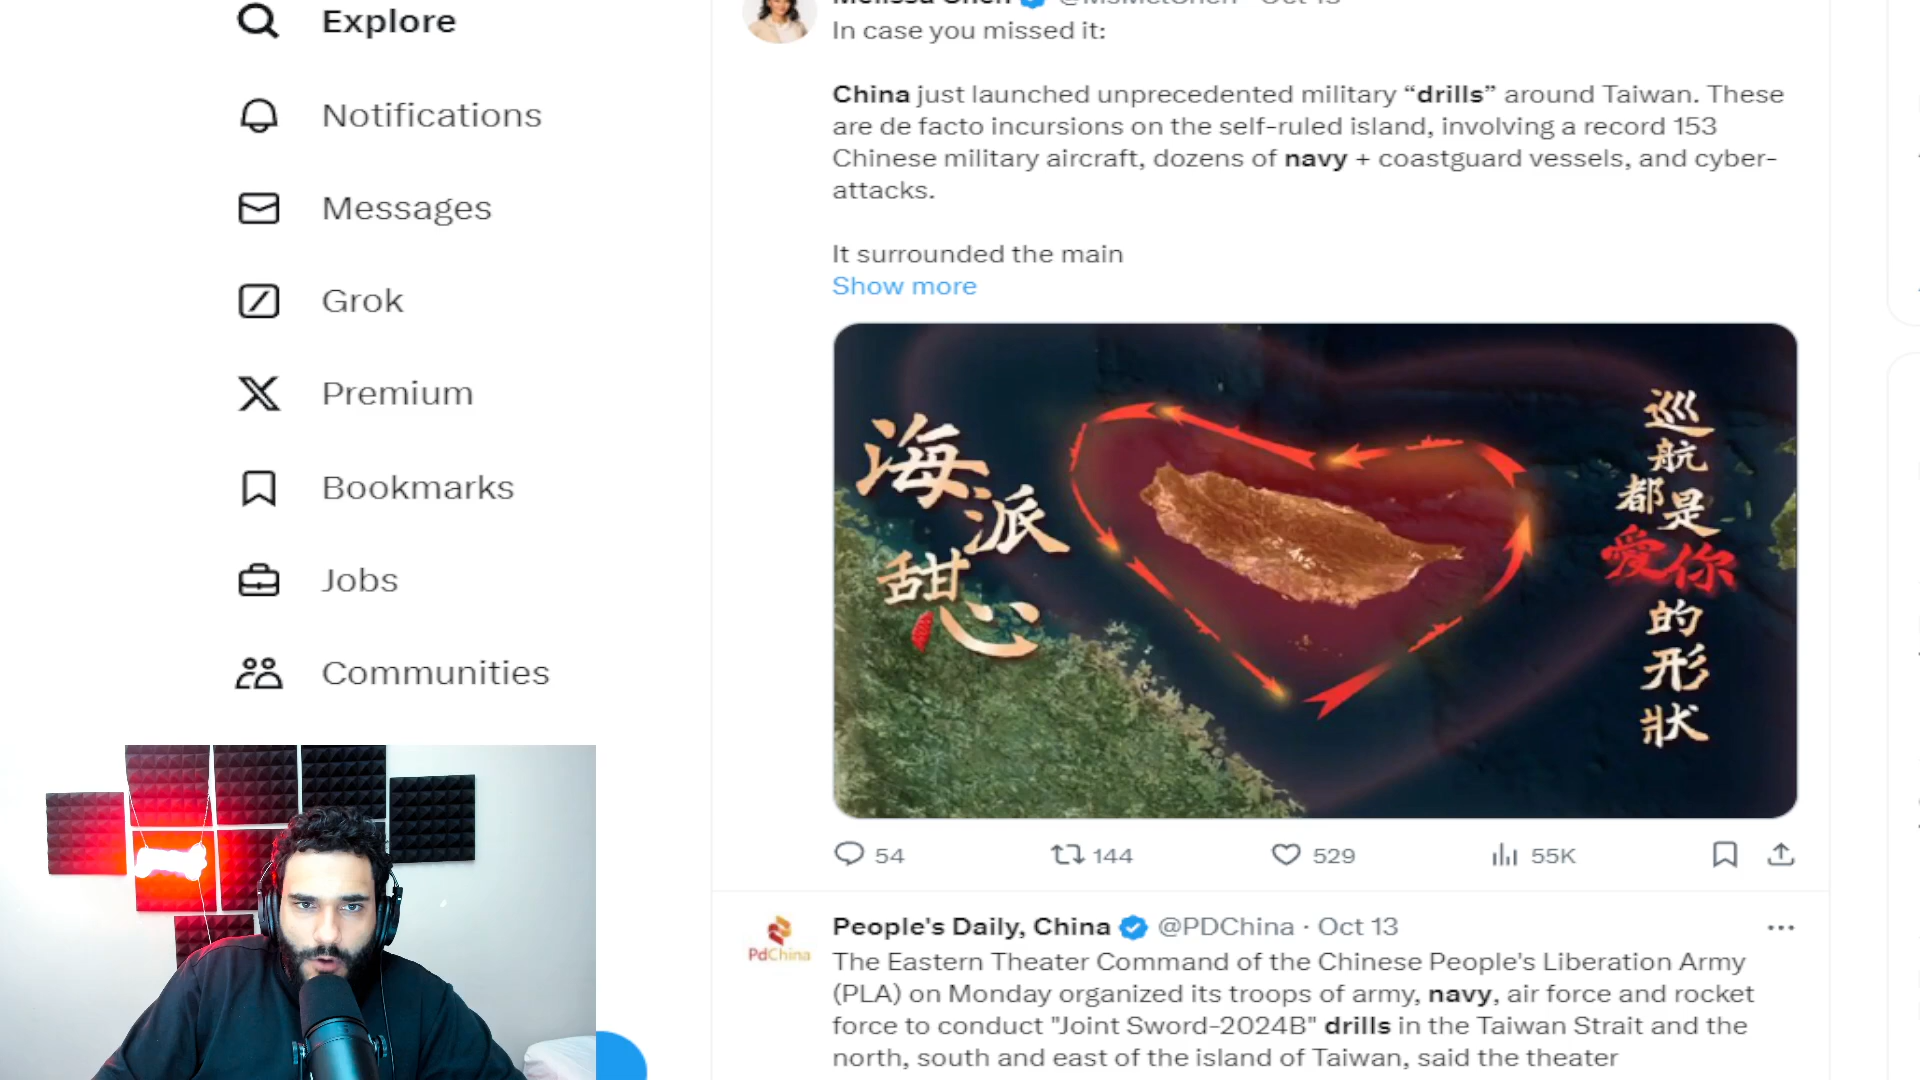 Explore
Notifications
Messages
Grok
Premium
Bookmarks
Jobs
Communities
In case you missed it:
China just launched unprecedented military “drills” around Taiwan. These
are de facto incursions on the self-ruled island, involving a record 153
Chinese military aircraft, dozens of navy + coastguard vessels, and cyber-
attacks.
It surrounded the main
Show more
海派甜心
巡航都是愛你的形狀
54
144
529
55K
PdChina
People's Daily, China @PDChina · Oct 13
The Eastern Theater Command of the Chinese People's Liberation Army
(PLA) on Monday organized its troops of army, navy, air force and rocket
force to conduct "Joint Sword-2024B" drills in the Taiwan Strait and the
north, south and east of the island of Taiwan, said the theater